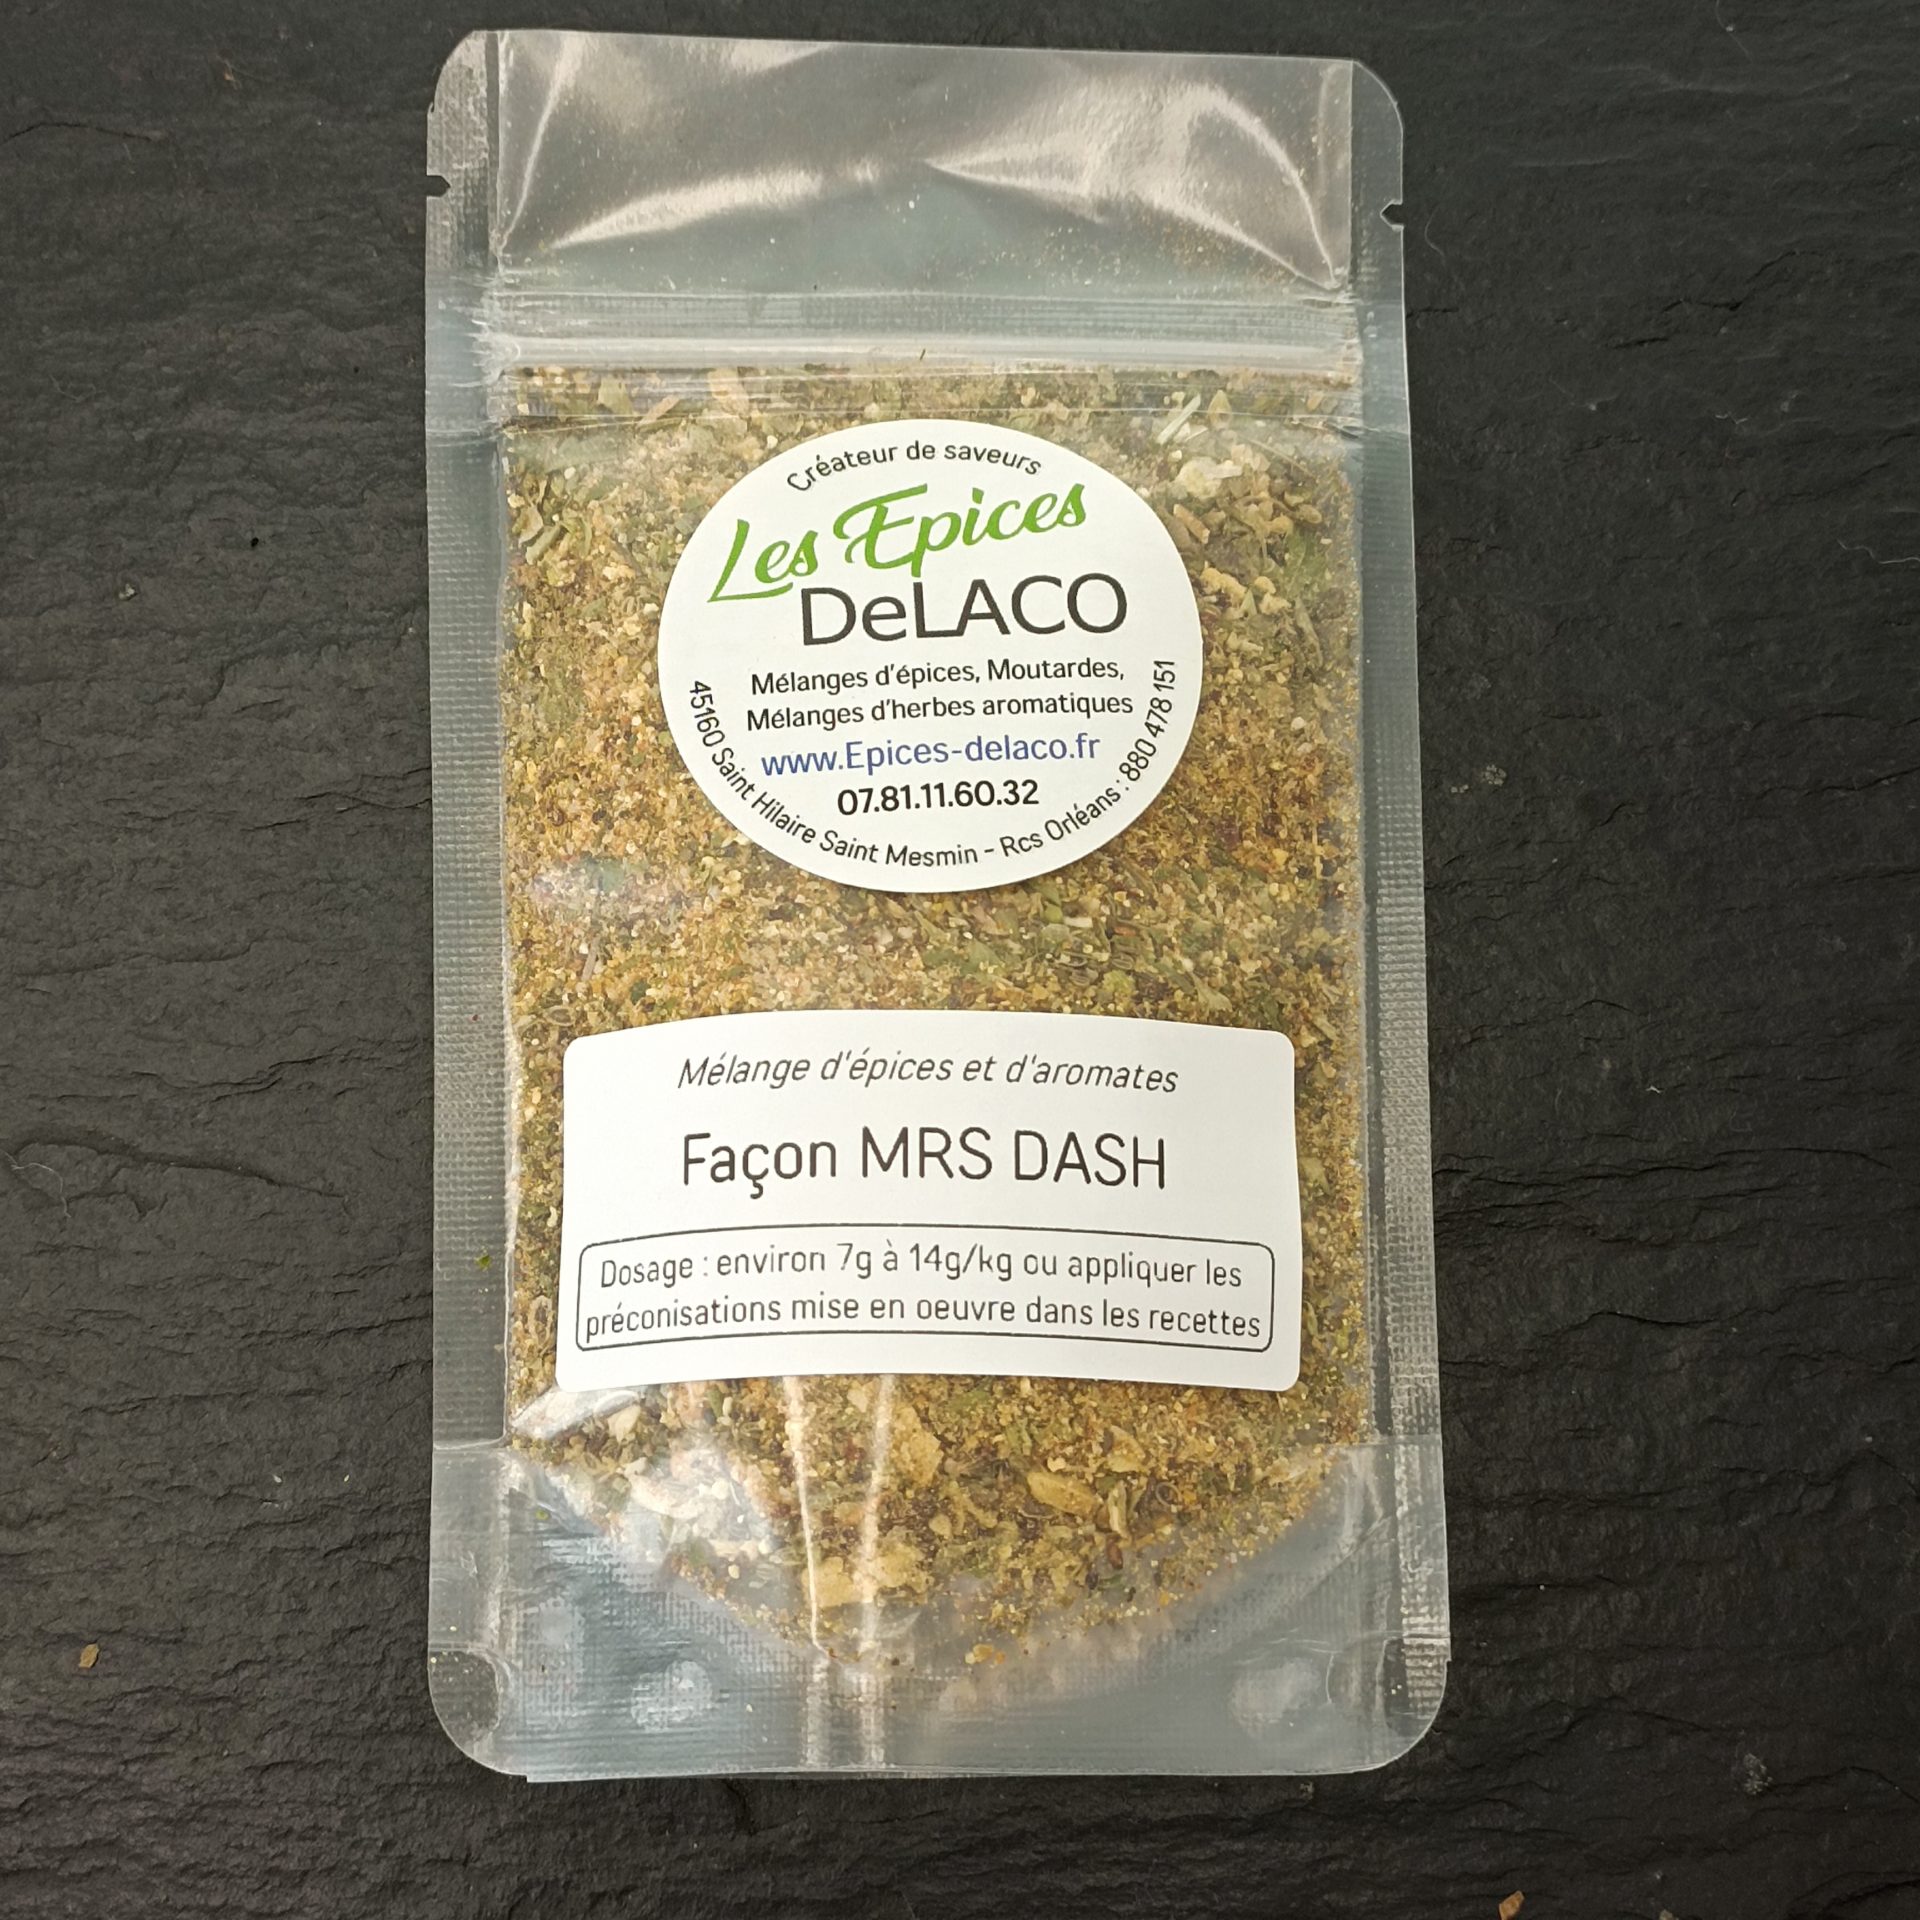 Créateur de saveurs
Les Epices
DeLACO
Mélanges d'épices, Moutardes,
Mélanges d'herbes aromatiques
www.Epices-delaco.fr
07.81.11.60.32
45160 Saint Hilaire Saint Mesmin - Rcs Orléans : 880 478 151
Mélange d'épices et d'aromates
Façon MRS DASH
Dosage : environ 7g à 14g/kg ou appliquer les
préconisations mise en oeuvre dans les recettes